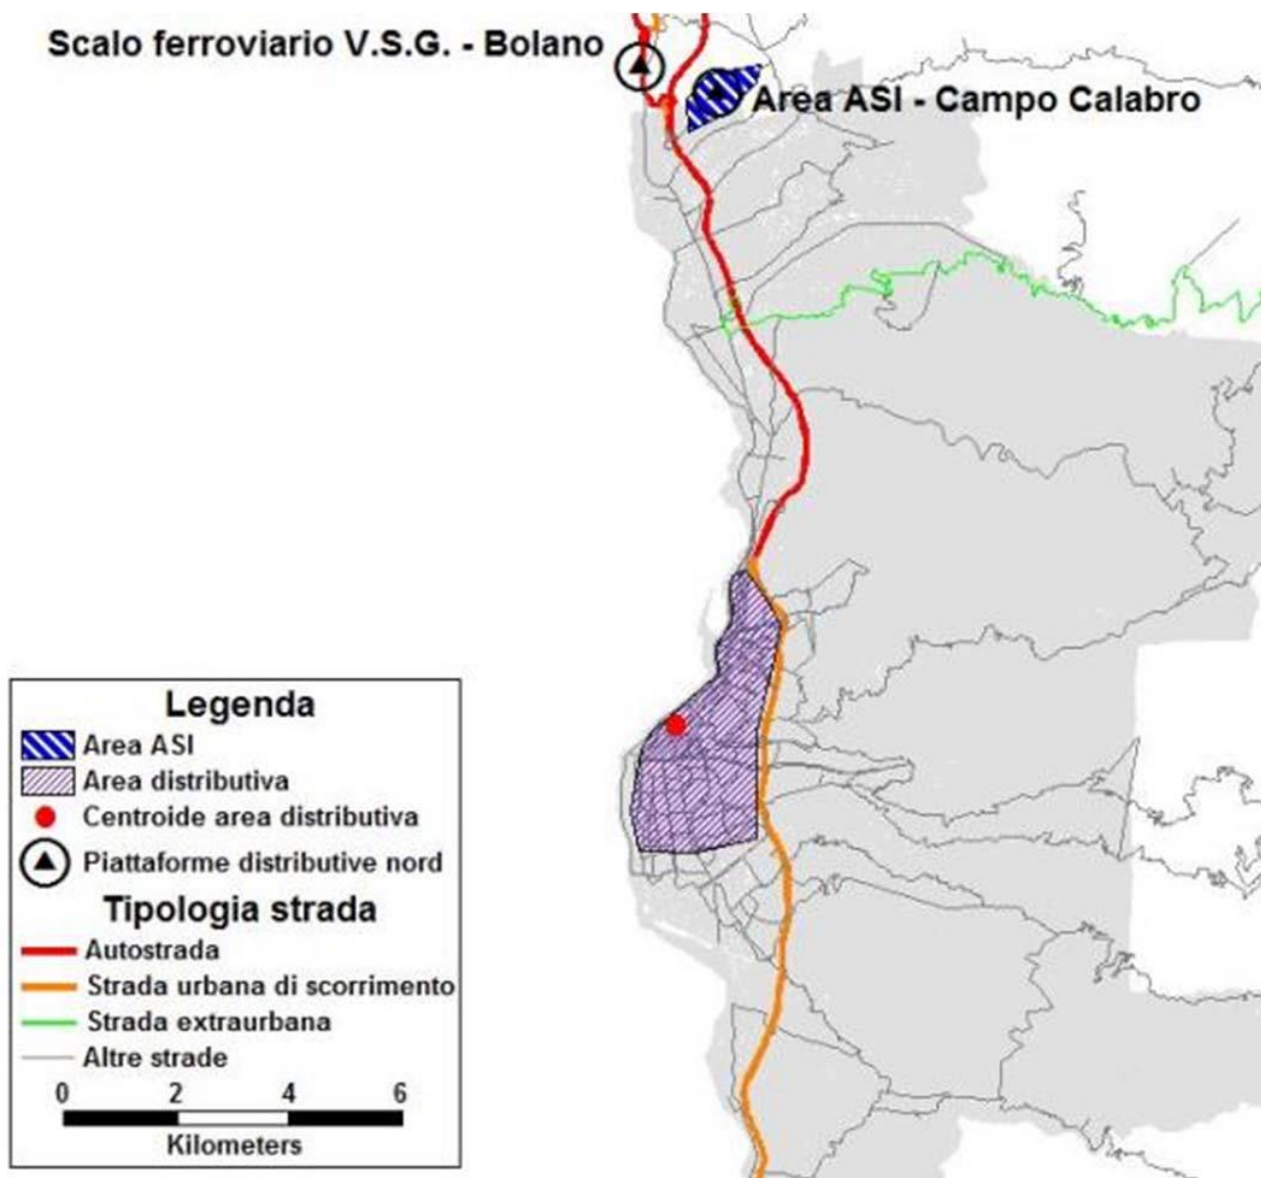 Scalo ferroviario V.S.G. - Bolano
Area ASI - Campo Calabro
Legenda
Area ASI
Area distributiva
Centroide area distributiva
Piattaforme distributive nord
Tipologia strada
Autostrada
Strada urbana di scorrimento
Strada extraurbana
Altre strade
0 2 4 6
Kilometers